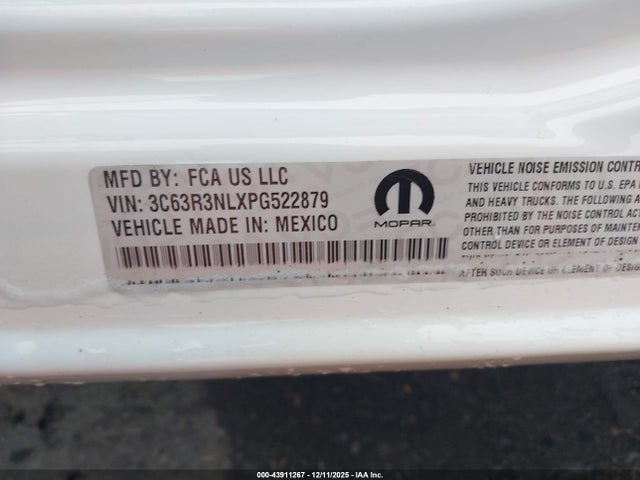 MFD BY: FCA US LLC
VIN: 3C63R3NLXPG522879
VEHICLE MADE IN: MEXICO
MOPAR
VEHICLE NOISE EMISSION CONTR
THIS VEHICLE CONFORMS TO U.S. EPA
AND HEAVY TRUCKS. THE FOLLOWING A
PROHIBITED BY THE NOISE CONTROL AC
OTHER THAN FOR PURPOSES OF MAINTEN
CONTROL DEVICE OR ELEMENT OF DESIGN
AFTER SUCH DEVICE OR ELEMENT OF DESIG
000-43911267 - 12/11/2025 - IAA Inc.